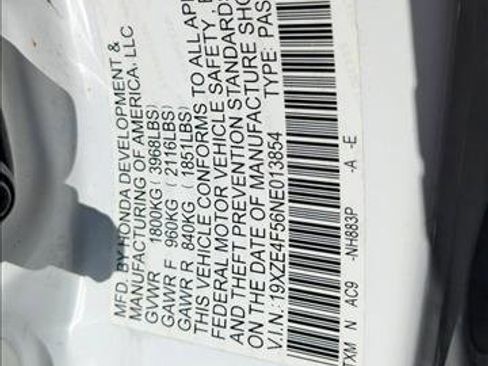 MFD. BY HONDA DEVELOPMENT &
MANUFACTURING OF AMERICA, LLC
GVWR 1800KG ( 3968LBS)
GAWR F 960KG ( 2116LBS)
GAWR R 840KG ( 1851LBS)
THIS VEHICLE CONFORMS TO ALL APP
FEDERAL MOTOR VEHICLE SAFETY , B
AND THEFT PREVENTION STANDARDS
ON THE DATE OF MANUFACTURE SHO
V.I.N: 19XZE4F56NE013854 TYPE: PAS
TXM N AC9 -NH883P -A -E